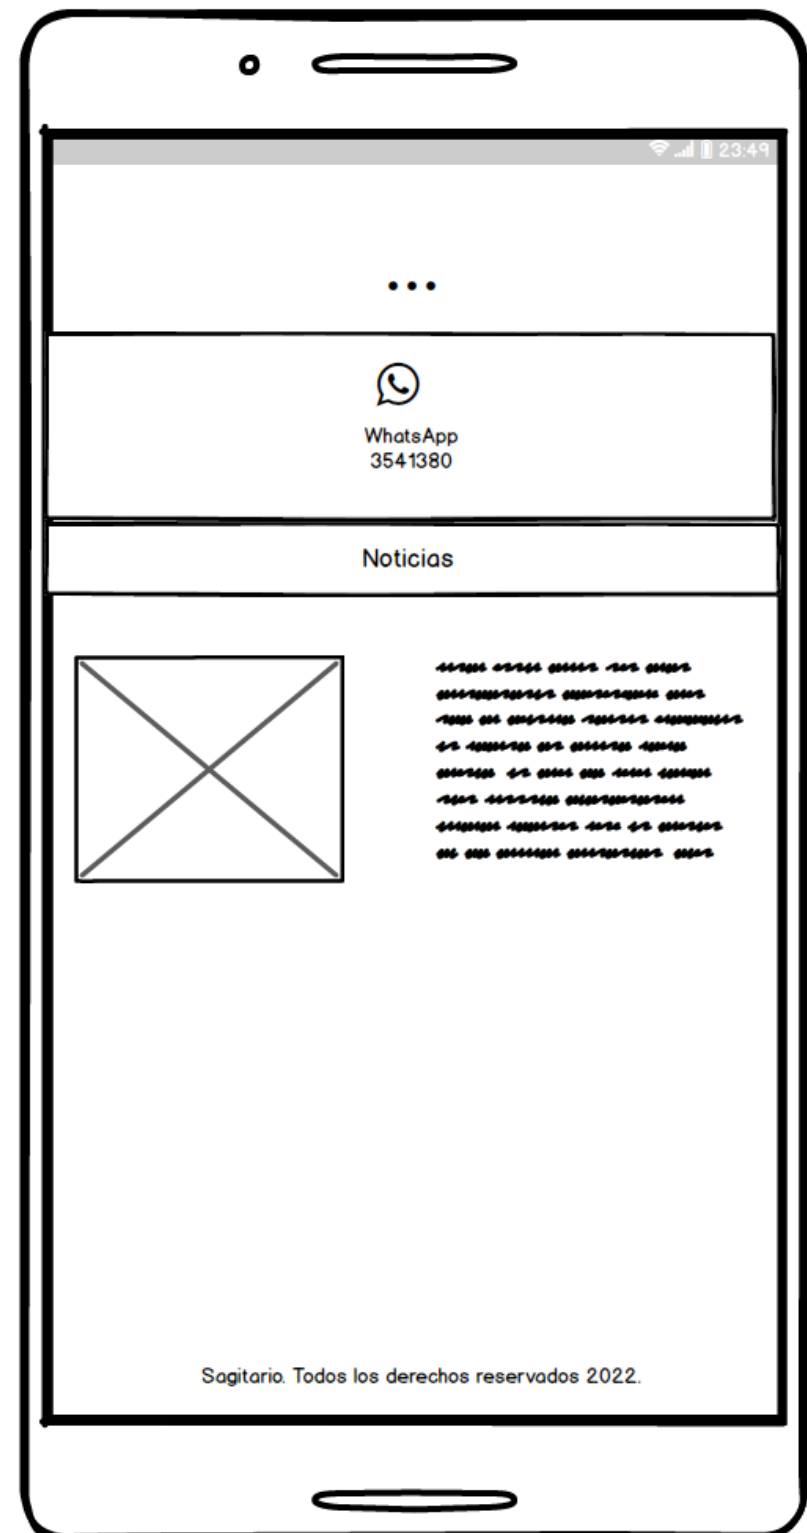 23:49
...
WhatsApp
3541380
Noticias
Sagitario. Todos los derechos reservados 2022.